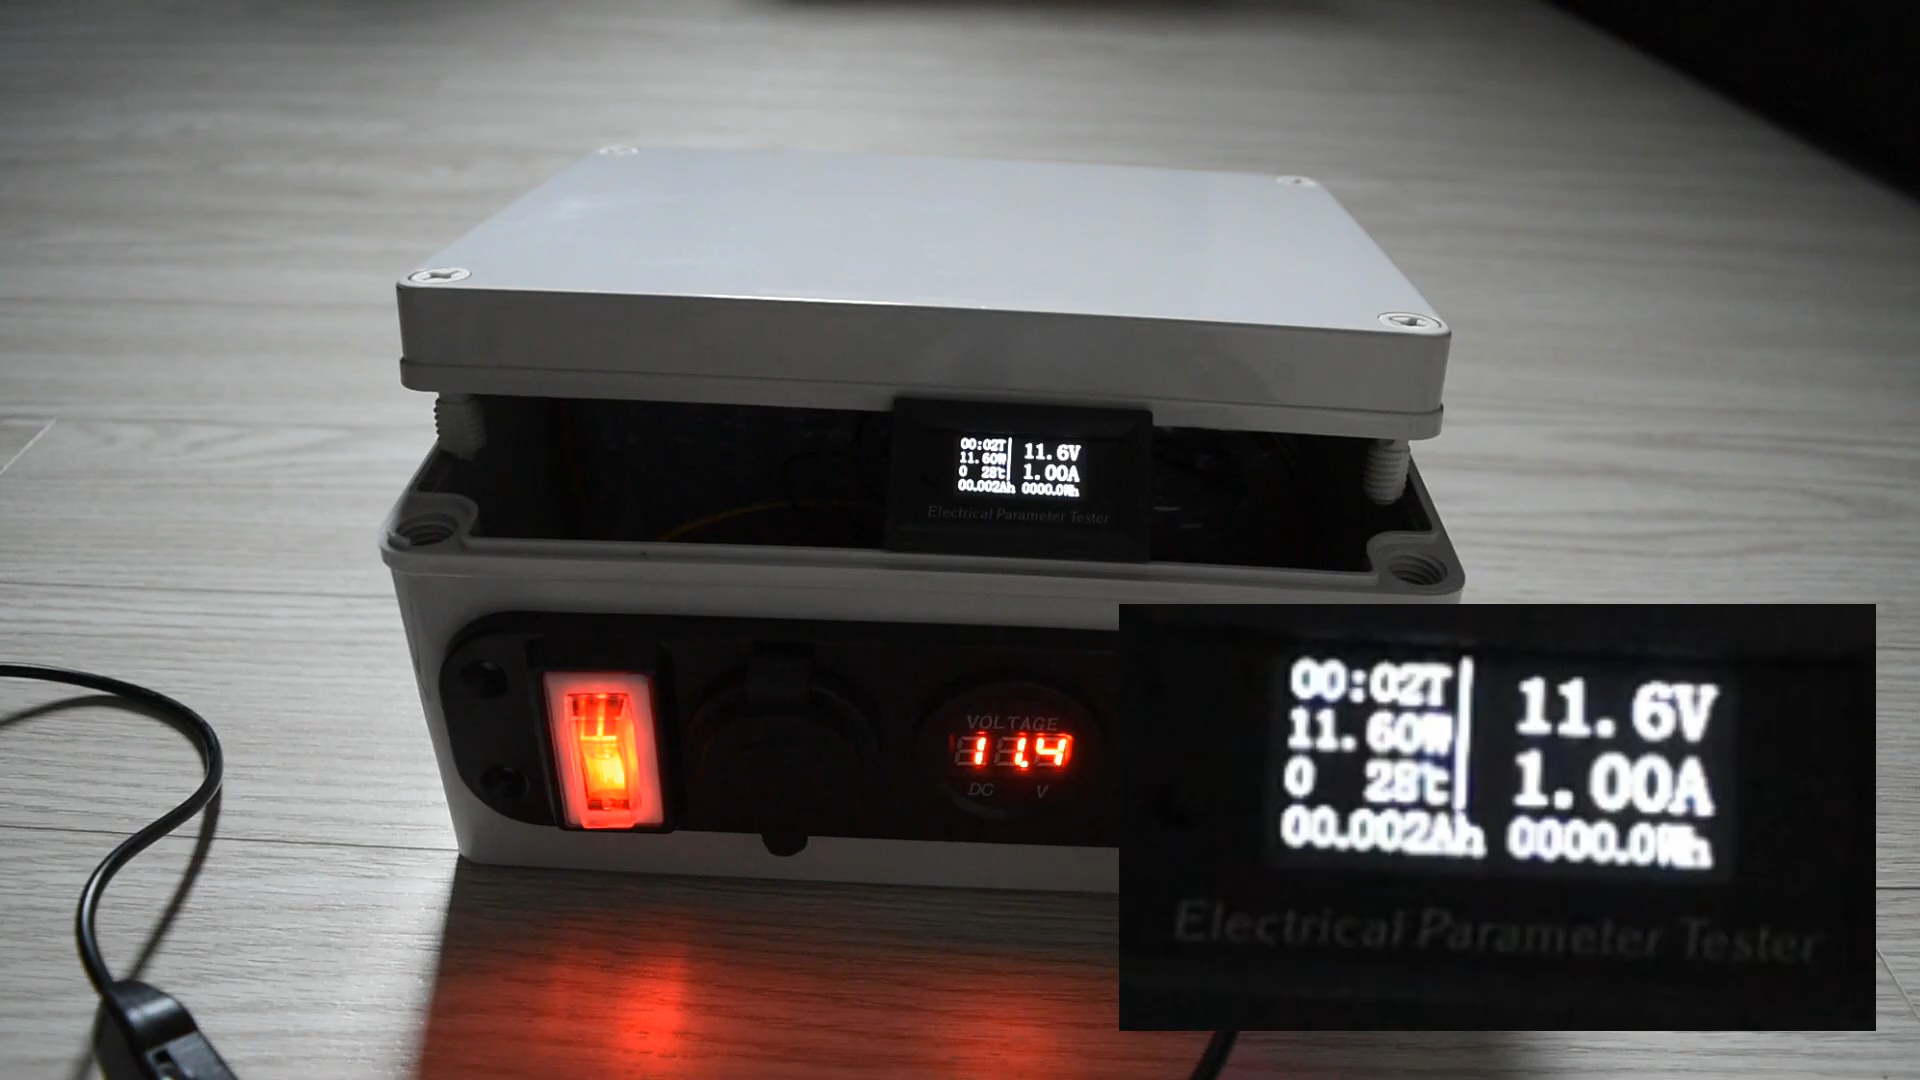 00:02T 11.6V
11.60W
0 28℃ 1.00A
00.002Ah 0000.0Wh
Electrical Parameter Tester
VOLTAGE
11.4
DC V
00:02T 11.6V
11.60W
0 28℃ 1.00A
00.002Ah 0000.0Wh
Electrical Parameter Tester